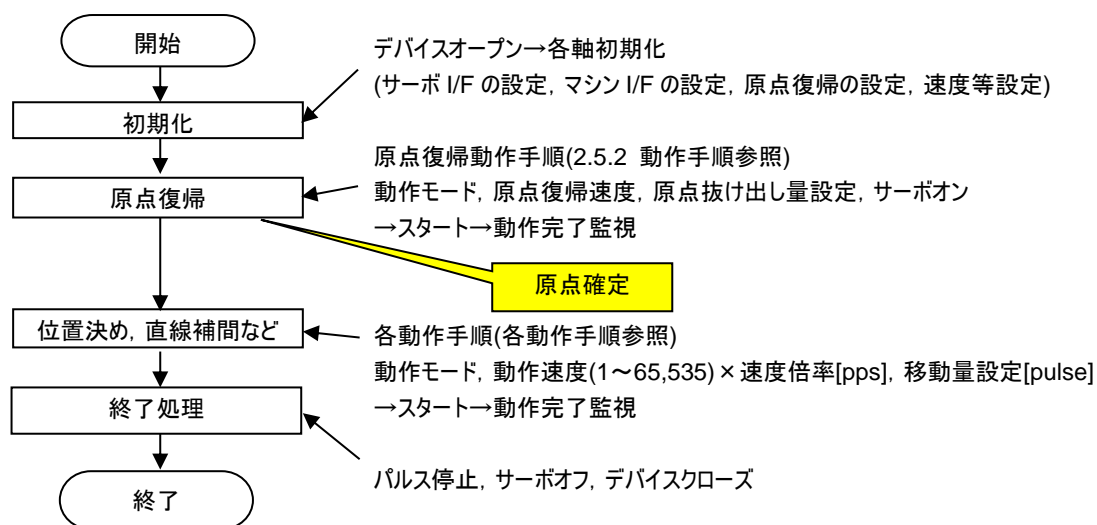 開始
デバイスオープン→各軸初期化
(サーボ I/F の設定, マシン I/F の設定, 原点復帰の設定, 速度等設定)
初期化
原点復帰動作手順(2.5.2 動作手順参照)
原点復帰
動作モード, 原点復帰速度, 原点抜け出し量設定, サーボオン
→スタート→動作完了監視
原点確定
位置決め, 直線補間など
各動作手順(各動作手順参照)
動作モード, 動作速度(1～65,535)×速度倍率[pps], 移動量設定[pulse]
→スタート→動作完了監視
終了処理
パルス停止, サーボオフ, デバイスクローズ
終了